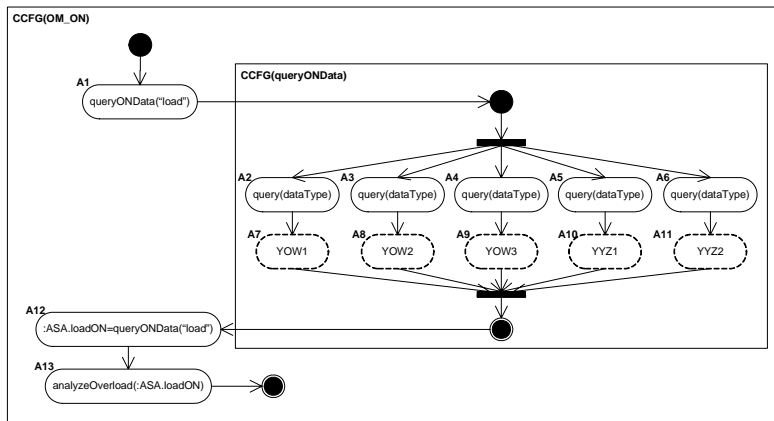 CCFG(OM_ON)
A1
queryONData("load")
CCFG(queryONData)
A2 A3 A4 A5 A6
query(dataType) query(dataType) query(dataType) query(dataType) query(dataType)
A7 A8 A9 A10 A11
YOW1 YOW2 YOW3 YYZ1 YYZ2
A12
:ASA.loadON=queryONData("load")
A13
analyzeOverload(:ASA.loadON)